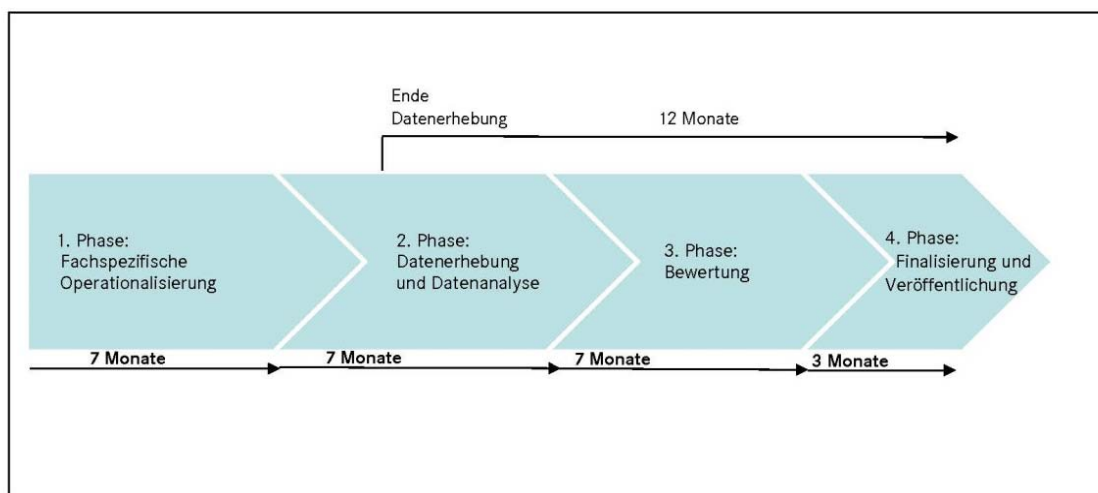 Ende
Datenerhebung
12 Monate
1. Phase:
Fachspezifische
Operationalisierung
2. Phase:
Datenerhebung
und Datenanalyse
3. Phase:
Bewertung
4. Phase:
Finalisierung und
Veröffentlichung
7 Monate
7 Monate
7 Monate
3 Monate